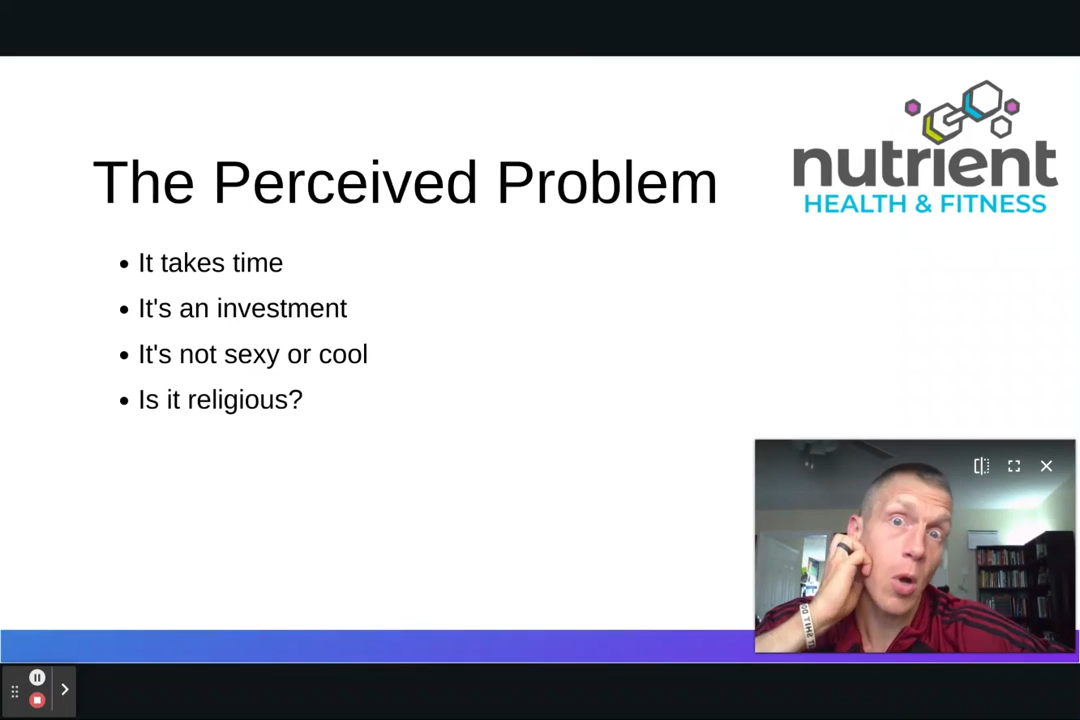 nutrient
HEALTH & FITNESS
The Perceived Problem
• It takes time
• It's an investment
• It's not sexy or cool
• Is it religious?